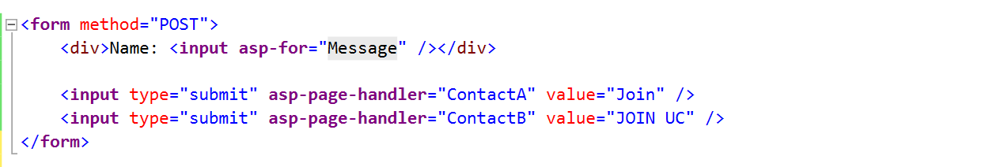 <form method="POST">
<div>Name: <input asp-for="Message" /></div>
<input type="submit" asp-page-handler="ContactA" value="Join" />
<input type="submit" asp-page-handler="ContactB" value="JOIN UC" />
</form>